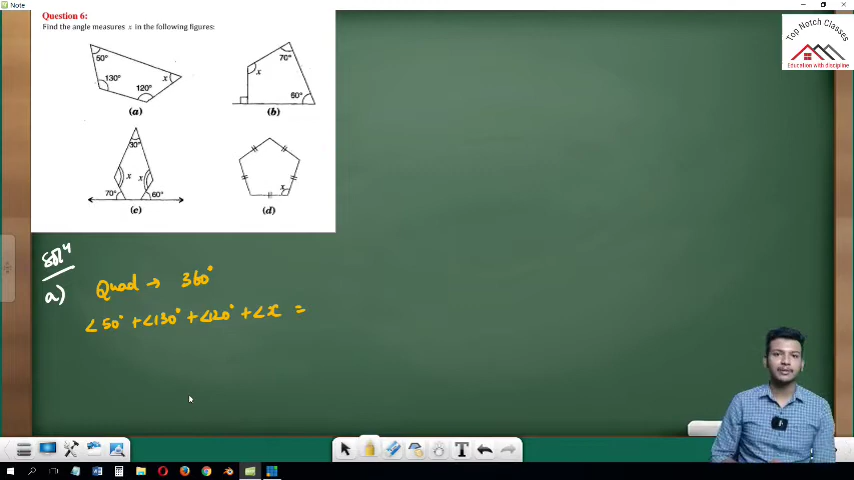 Note
Question 6:
Find the angle measures x in the following figures:
50°
130°
120°
x
(a)
70°
x
60°
(b)
30°
x x
70° 60°
(c)
x
(d)
Top Notch Classes
Education with discipline
Solⁿ
a) Quad → 360°
∠50° + ∠130° + ∠120° + ∠x =
T